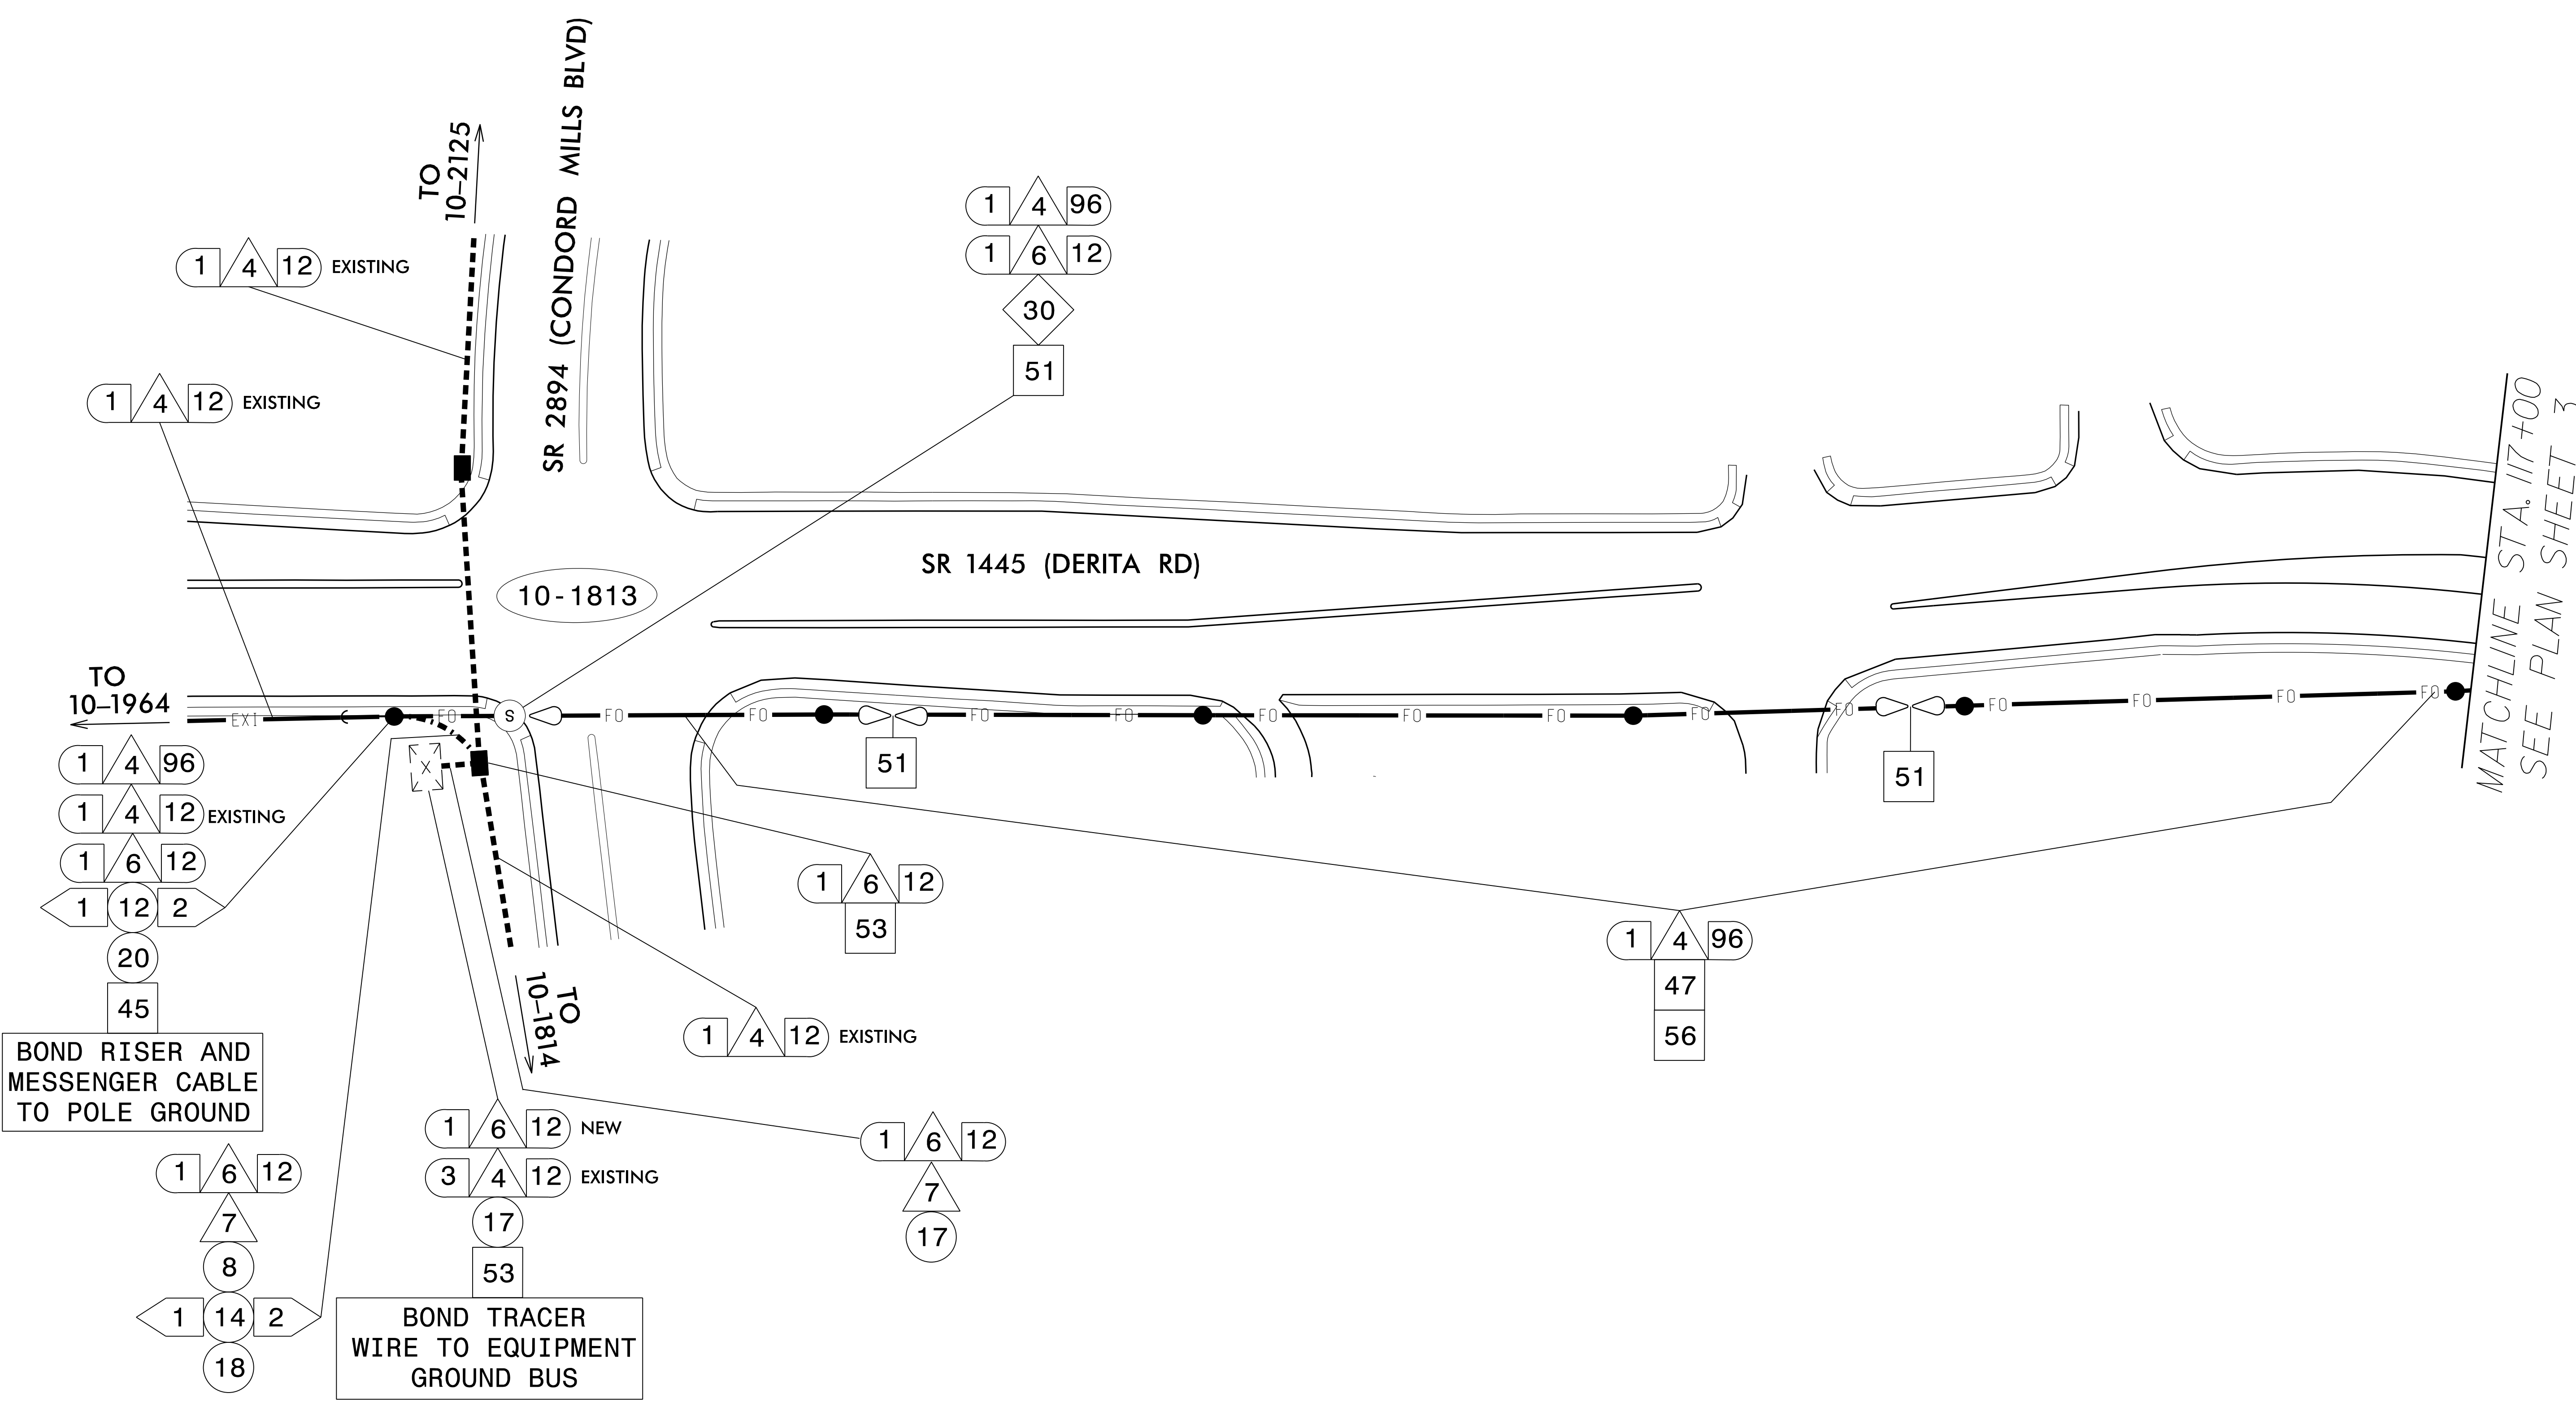 TO
10-2125
SR 2894 (CONDORD MILLS BLVD)
1 4 96
1 6 12
30
51
1 4 12 EXISTING
1 4 12 EXISTING
SR 1445 (DERITA RD)
10-1813
MATCHLINE STA. 117+00
SEE PLAN SHEET 3
TO
10-1964
EXI FO S FO FO FO FO FO FO FO FO FO FO FO FO FO
51
51
1 4 96
1 4 12 EXISTING
1 6 12
1 12 2
20
45
BOND RISER AND
MESSENGER CABLE
TO POLE GROUND
X
1 6 12
53
1 4 96
47
56
TO
10-1814
1 4 12 EXISTING
1 6 12
7
8
1 14 2
18
1 6 12 NEW
3 4 12 EXISTING
17
53
BOND TRACER
WIRE TO EQUIPMENT
GROUND BUS
1 6 12
7
17